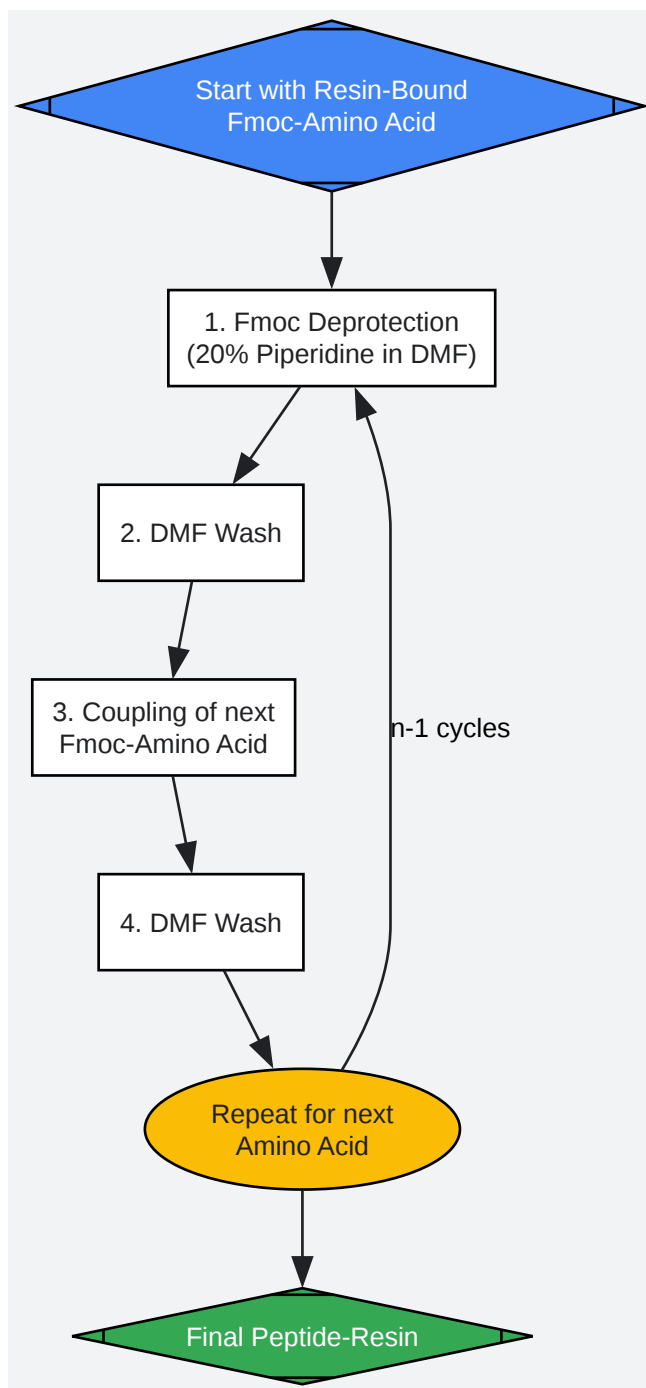 Start with Resin-Bound
Fmoc-Amino Acid
1. Fmoc Deprotection
(20% Piperidine in DMF)
2. DMF Wash
3. Coupling of next
Fmoc-Amino Acid
n-1 cycles
4. DMF Wash
Repeat for next
Amino Acid
Final Peptide-Resin